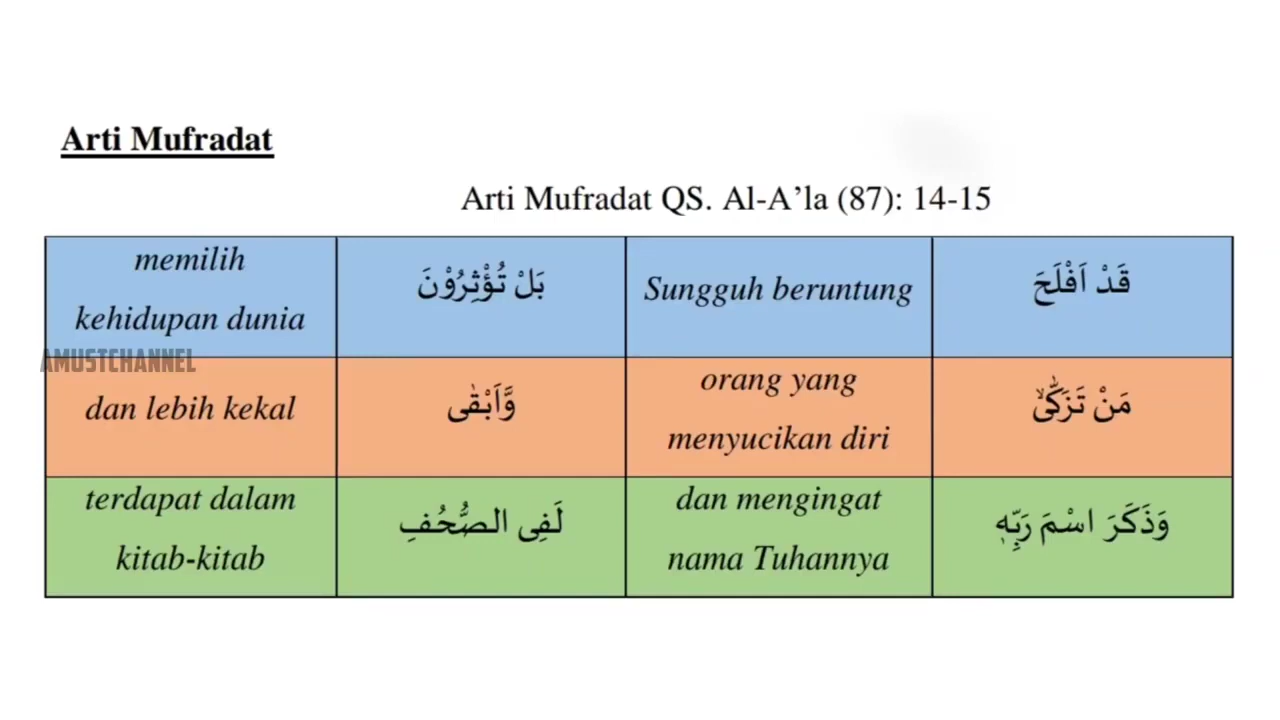 Arti Mufradat
Arti Mufradat QS. Al-A’la (87): 14-15
memilih
kehidupan dunia
بَلْ تُؤْثِرُوْنَ
Sungguh beruntung
قَدْ اَفْلَحَ
AMUSTCHANNEL
dan lebih kekal
وَّاَبْقٰى
orang yang
menyucikan diri
مَنْ تَزَكّٰىۙ
terdapat dalam
kitab-kitab
لَفِى الصُّحُفِ
dan mengingat
nama Tuhannya
وَذَكَرَ اسْمَ رَبِّهٖ